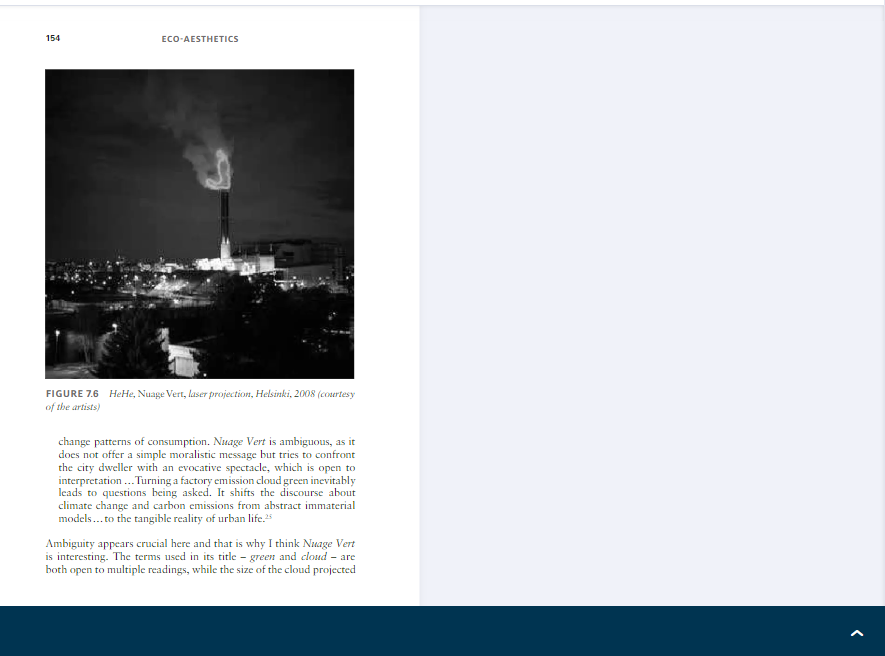 154 ECO-AESTHETICS
FIGURE 7.6 HeHe, Nuage Vert, laser projection, Helsinki, 2008 (courtesy
of the artists)
change patterns of consumption. Nuage Vert is ambiguous, as it
does not offer a simple moralistic message but tries to confront
the city dweller with an evocative spectacle, which is open to
interpretation ... Turning a factory emission cloud green inevitably
leads to questions being asked. It shifts the discourse about
climate change and carbon emissions from abstract immaterial
models ... to the tangible reality of urban life.25
Ambiguity appears crucial here and that is why I think Nuage Vert
is interesting. The terms used in its title – green and cloud – are
both open to multiple readings, while the size of the cloud projected